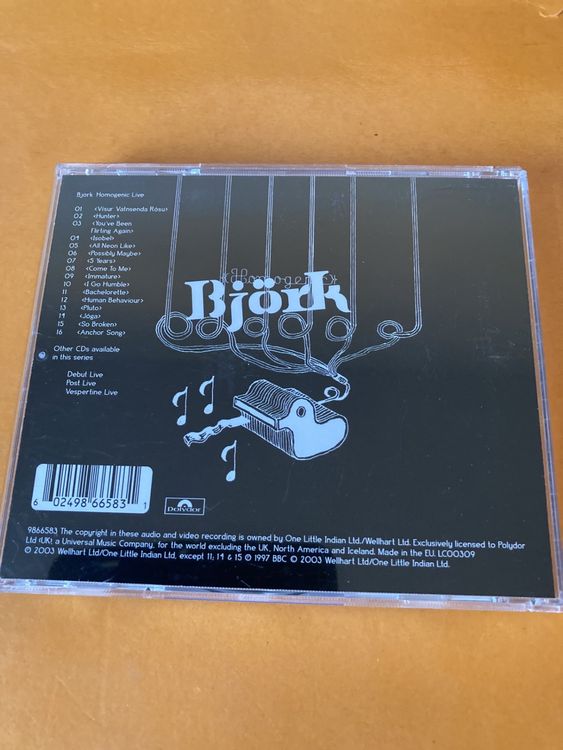 Björk Homogenic Live
01 <Vísur Vatnsenda Rósu>
02 <Hunter>
03 <You've Been
Flirting Again>
04 <Isobel>
05 <All Neon Like>
06 <Possibly Maybe>
07 <5 Years>
08 <Come To Me>
09 <Immature>
10 <I Go Humble>
11 <Bachelorette>
12 <Human Behaviour>
13 <Pluto>
14 <Jóga>
15 <So Broken>
16 <Anchor Song>
Other CDs available
in this series
Debut Live
Post Live
Vespertine Live
<Homogenic>
Björk
6 02498 66583 1
Polydor
9866583 The copyright in these audio and video recording is owned by One Little Indian Ltd./Wellhart Ltd. Exclusively licensed to Polydor
Ltd (UK), a Universal Music Company, for the world excluding the UK, North America and Iceland. Made in the EU. LC00309
℗ 2003 Wellhart Ltd/One Little Indian Ltd, except 11, 14 & 15 ℗ 1997 BBC © 2003 Wellhart Ltd/One Little Indian Ltd.